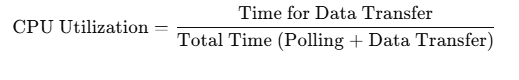 CPU Utilization = Time for Data Transfer / Total Time (Polling + Data Transfer)